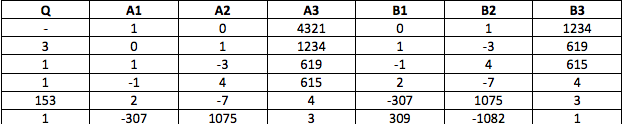 Q A1 A2 A3 B1 B2 B3
- 1 0 4321 0 1 1234
3 0 1 1234 1 -3 619
1 1 -3 619 -1 4 615
1 -1 4 615 2 -7 4
153 2 -7 4 -307 1075 3
1 -307 1075 3 309 -1082 1